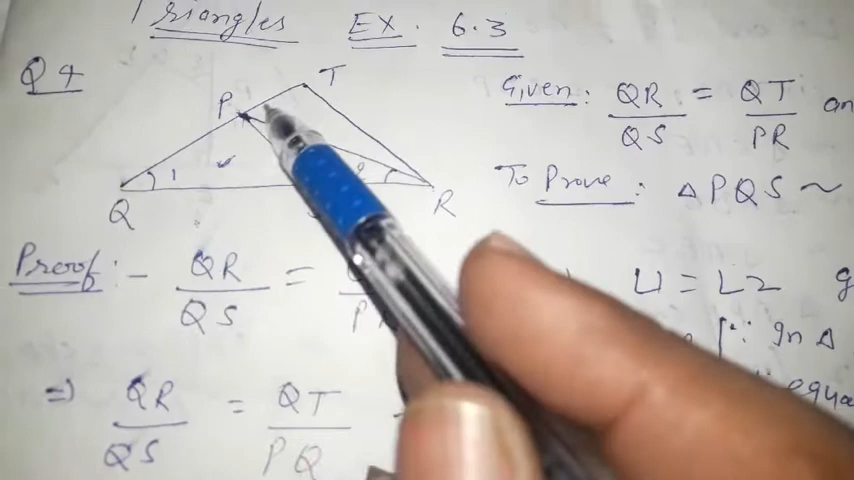 Triangles Ex. 6.3
Q4
T
P
1 2
Q S R
Given: QR/QS = QT/PR an
To Prove: △PQS ~
Proof:- QR/QS =
∠1 = ∠2 g
[∵ In △
equa
=> QR/QS = QT/PQ